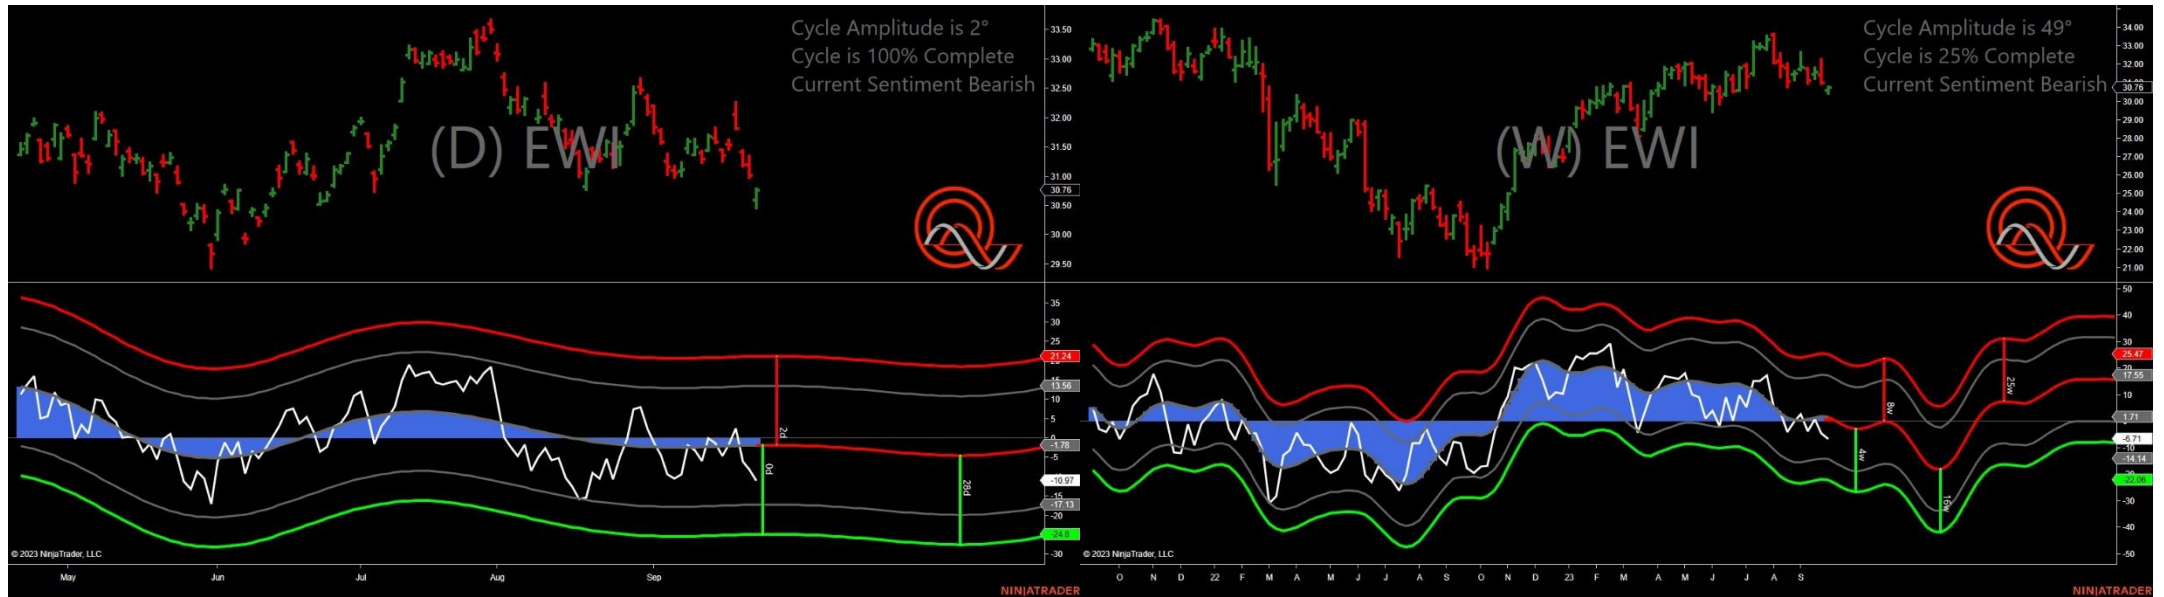 Cycle Amplitude is 2°
Cycle is 100% Complete
Current Sentiment Bearish
(D) EWI
33.50
33.00
32.50
32.00
31.50
31.00
30.76
30.50
30.00
29.50
35
30
25
21.24
13.56
10
5
-1.78
-5
-10.97
-15
-17.13
-20
-24.8
-30
2d
0d
28d
© 2023 NinjaTrader, LLC
May Jun Jul Aug Sep
NINJATRADER
Cycle Amplitude is 49°
Cycle is 25% Complete
Current Sentiment Bearish
(W) EWI
34.00
33.00
32.00
30.76
30.00
29.00
28.00
27.00
26.00
25.00
24.00
23.00
22.00
21.00
50
40
30
25.47
20
17.55
10
1.71
-6.71
-10
-14.14
-22.06
-30
-40
-50
8w
4w
16w
25w
© 2023 NinjaTrader, LLC
O N D 22 F M A M J J A S O N D 23 F M A M J J A S
NINJATRADER